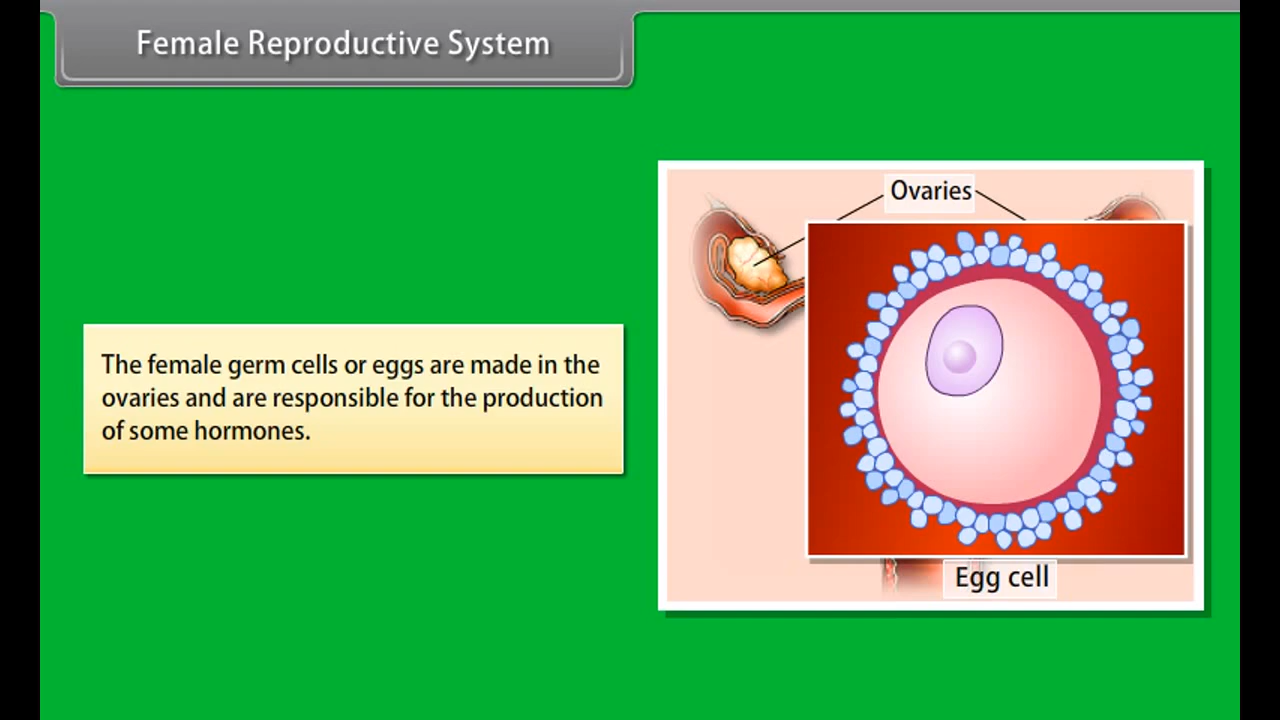 Female Reproductive System
Ovaries
The female germ cells or eggs are made in the
ovaries and are responsible for the production
of some hormones.
Egg cell